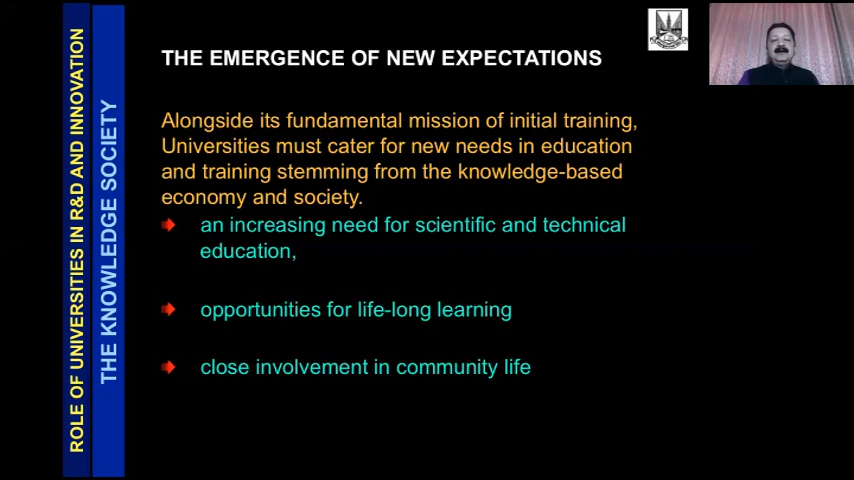 ROLE OF UNIVERSITIES IN R&D AND INNOVATION
THE KNOWLEDGE SOCIETY
THE EMERGENCE OF NEW EXPECTATIONS
Alongside its fundamental mission of initial training,
Universities must cater for new needs in education
and training stemming from the knowledge-based
economy and society.
an increasing need for scientific and technical
education,
opportunities for life-long learning
close involvement in community life